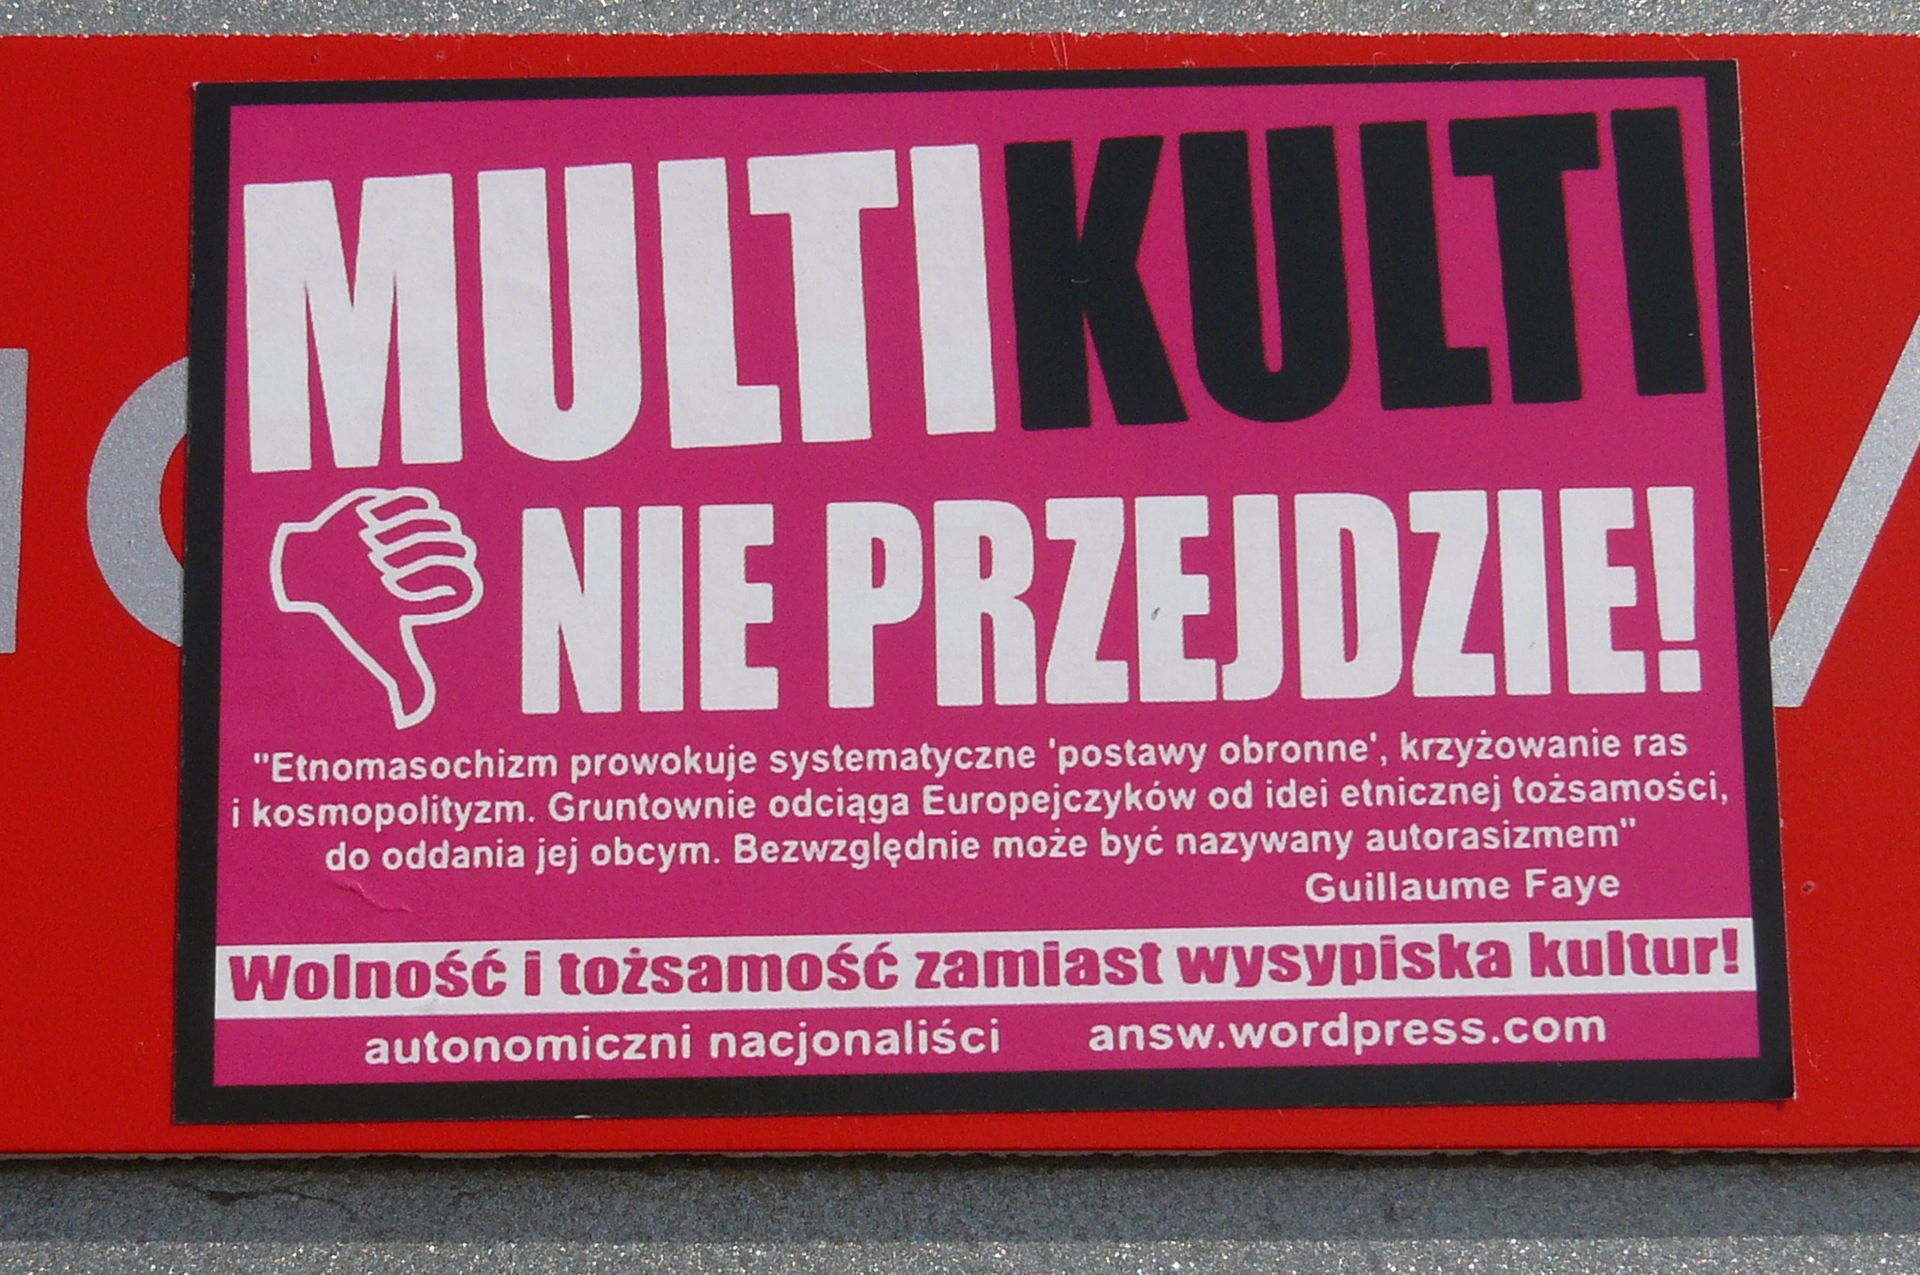 MULTIKULTI
NIE PRZEJDZIE!
"Etnomasochizm prowokuje systematyczne 'postawy obronne', krzyżowanie ras
i kosmopolityzm. Gruntownie odciąga Europejczyków od idei etnicznej tożsamości,
do oddania jej obcym. Bezwzględnie może być nazywany autorasizmem"
Guillaume Faye
Wolność i tożsamość zamiast wysypiska kultur!
autonomiczni nacjonaliści answ.wordpress.com